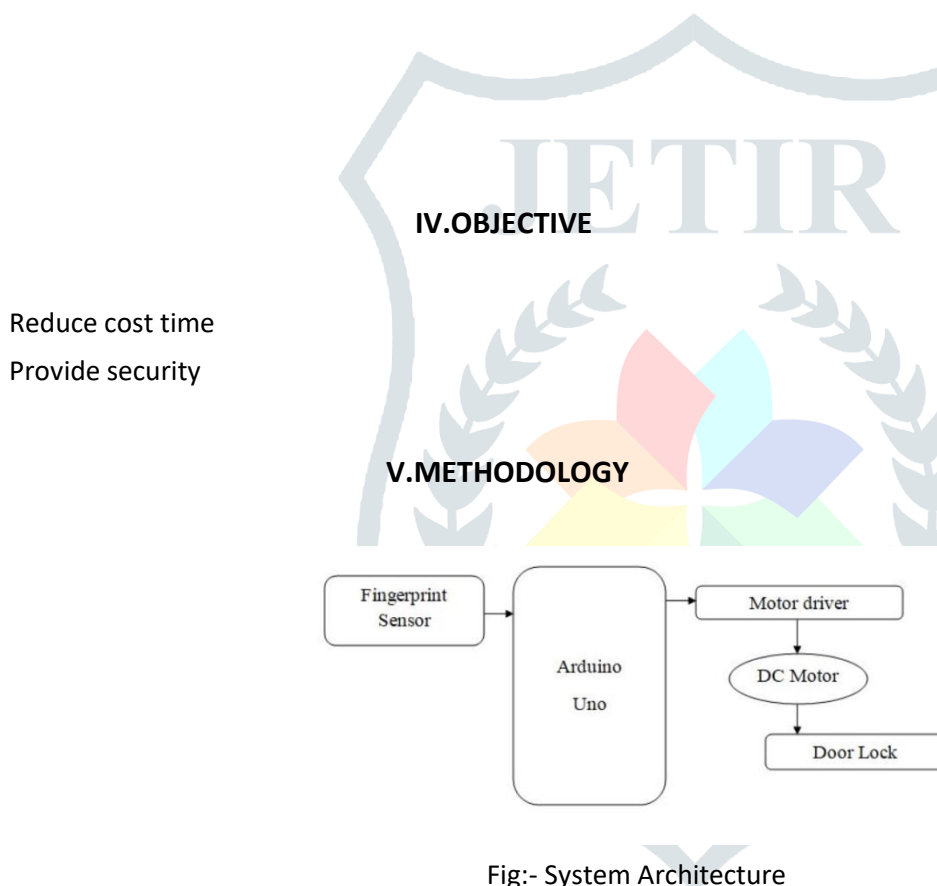 JETIR
IV.OBJECTIVE
Reduce cost time
Provide security
V.METHODOLOGY
Fingerprint
Sensor
Arduino
Uno
Motor driver
DC Motor
Door Lock
Fig:- System Architecture